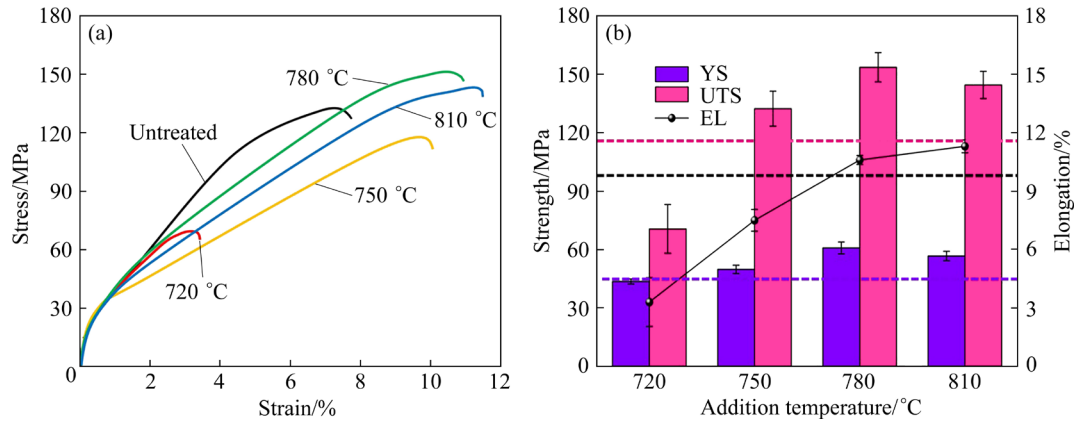 (a)
180
150
120
90
60
30
0
2
4
6
8
10
12
Stress/MPa
Strain/%
Untreated
780 °C
810 °C
750 °C
720 °C
(b)
180
150
120
90
60
30
0
YS
UTS
EL
720
750
780
810
18
15
12
9
6
3
0
Strength/MPa
Elongation/%
Addition temperature/°C